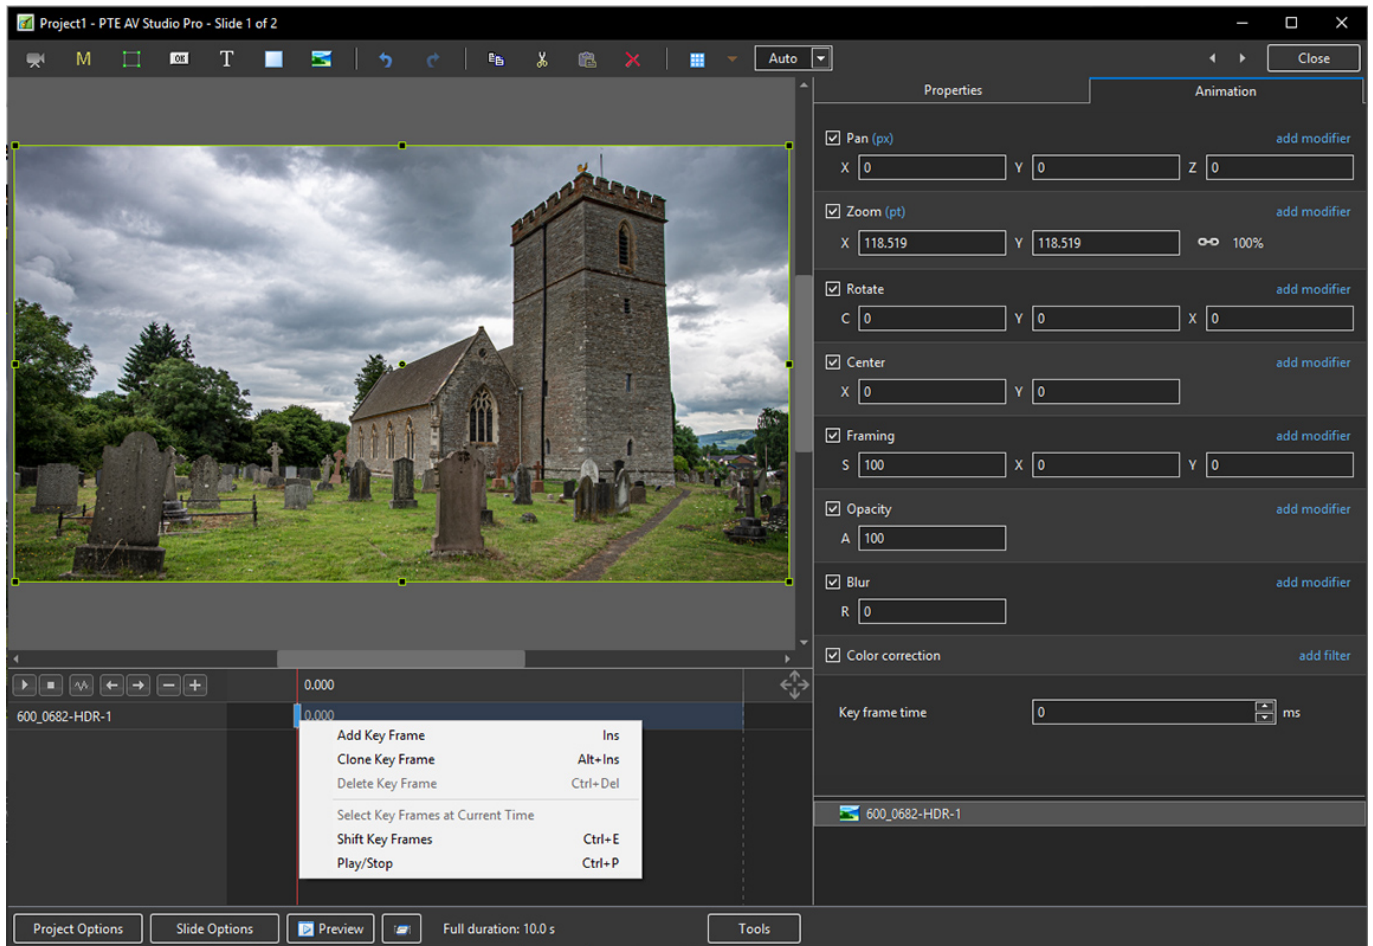 Project1 - PTE AV Studio Pro - Slide 1 of 2
M OK T Auto Close
Properties Animation
Pan (px) add modifier
X 0 Y 0 Z 0
Zoom (pt) add modifier
X 118.519 Y 118.519 100%
Rotate add modifier
C 0 Y 0 X 0
Center add modifier
X 0 Y 0
Framing add modifier
S 100 X 0 Y 0
Opacity add modifier
A 100
Blur add modifier
R 0
Color correction add filter
Key frame time 0 ms
600_0682-HDR-1
0.000
600_0682-HDR-1 0.000
Add Key Frame Ins
Clone Key Frame Alt+Ins
Delete Key Frame Ctrl+Del
Select Key Frames at Current Time
Shift Key Frames Ctrl+E
Play/Stop Ctrl+P
Project Options Slide Options Preview Full duration: 10.0 s Tools